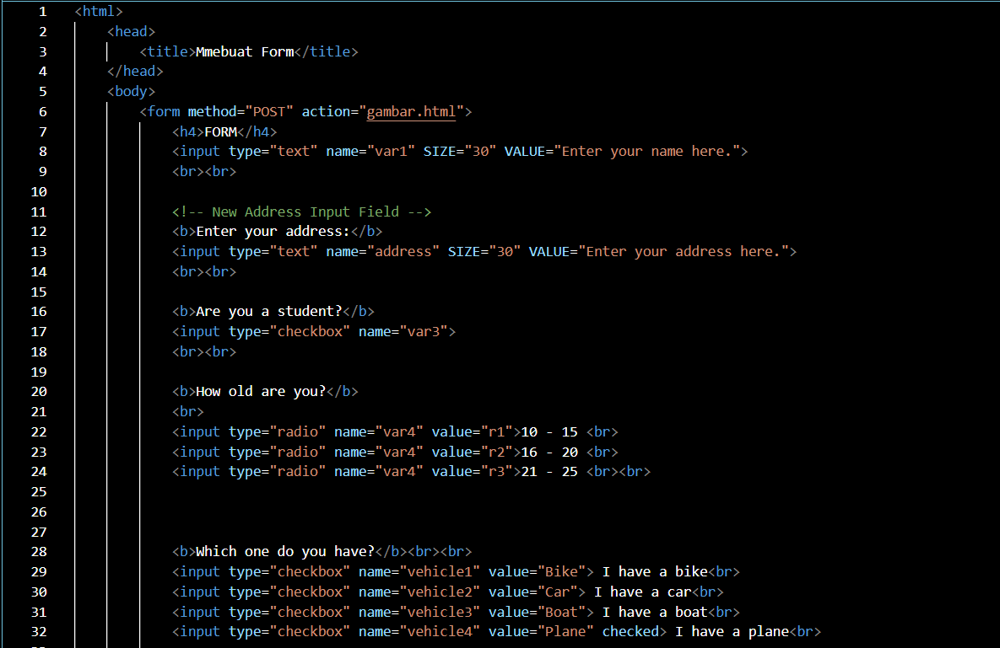 1 <html>
2 <head>
3 <title>Mmebuat Form</title>
4 </head>
5 <body>
6 <form method="POST" action="gambar.html">
7 <h4>FORM</h4>
8 <input type="text" name="var1" SIZE="30" VALUE="Enter your name here.">
9 <br><br>
10
11 <!-- New Address Input Field -->
12 <b>Enter your address:</b>
13 <input type="text" name="address" SIZE="30" VALUE="Enter your address here.">
14 <br><br>
15
16 <b>Are you a student?</b>
17 <input type="checkbox" name="var3">
18 <br><br>
19
20 <b>How old are you?</b>
21 <br>
22 <input type="radio" name="var4" value="r1">10 - 15 <br>
23 <input type="radio" name="var4" value="r2">16 - 20 <br>
24 <input type="radio" name="var4" value="r3">21 - 25 <br><br>
25
26
27
28 <b>Which one do you have?</b><br><br>
29 <input type="checkbox" name="vehicle1" value="Bike"> I have a bike<br>
30 <input type="checkbox" name="vehicle2" value="Car"> I have a car<br>
31 <input type="checkbox" name="vehicle3" value="Boat"> I have a boat<br>
32 <input type="checkbox" name="vehicle4" value="Plane" checked> I have a plane<br>